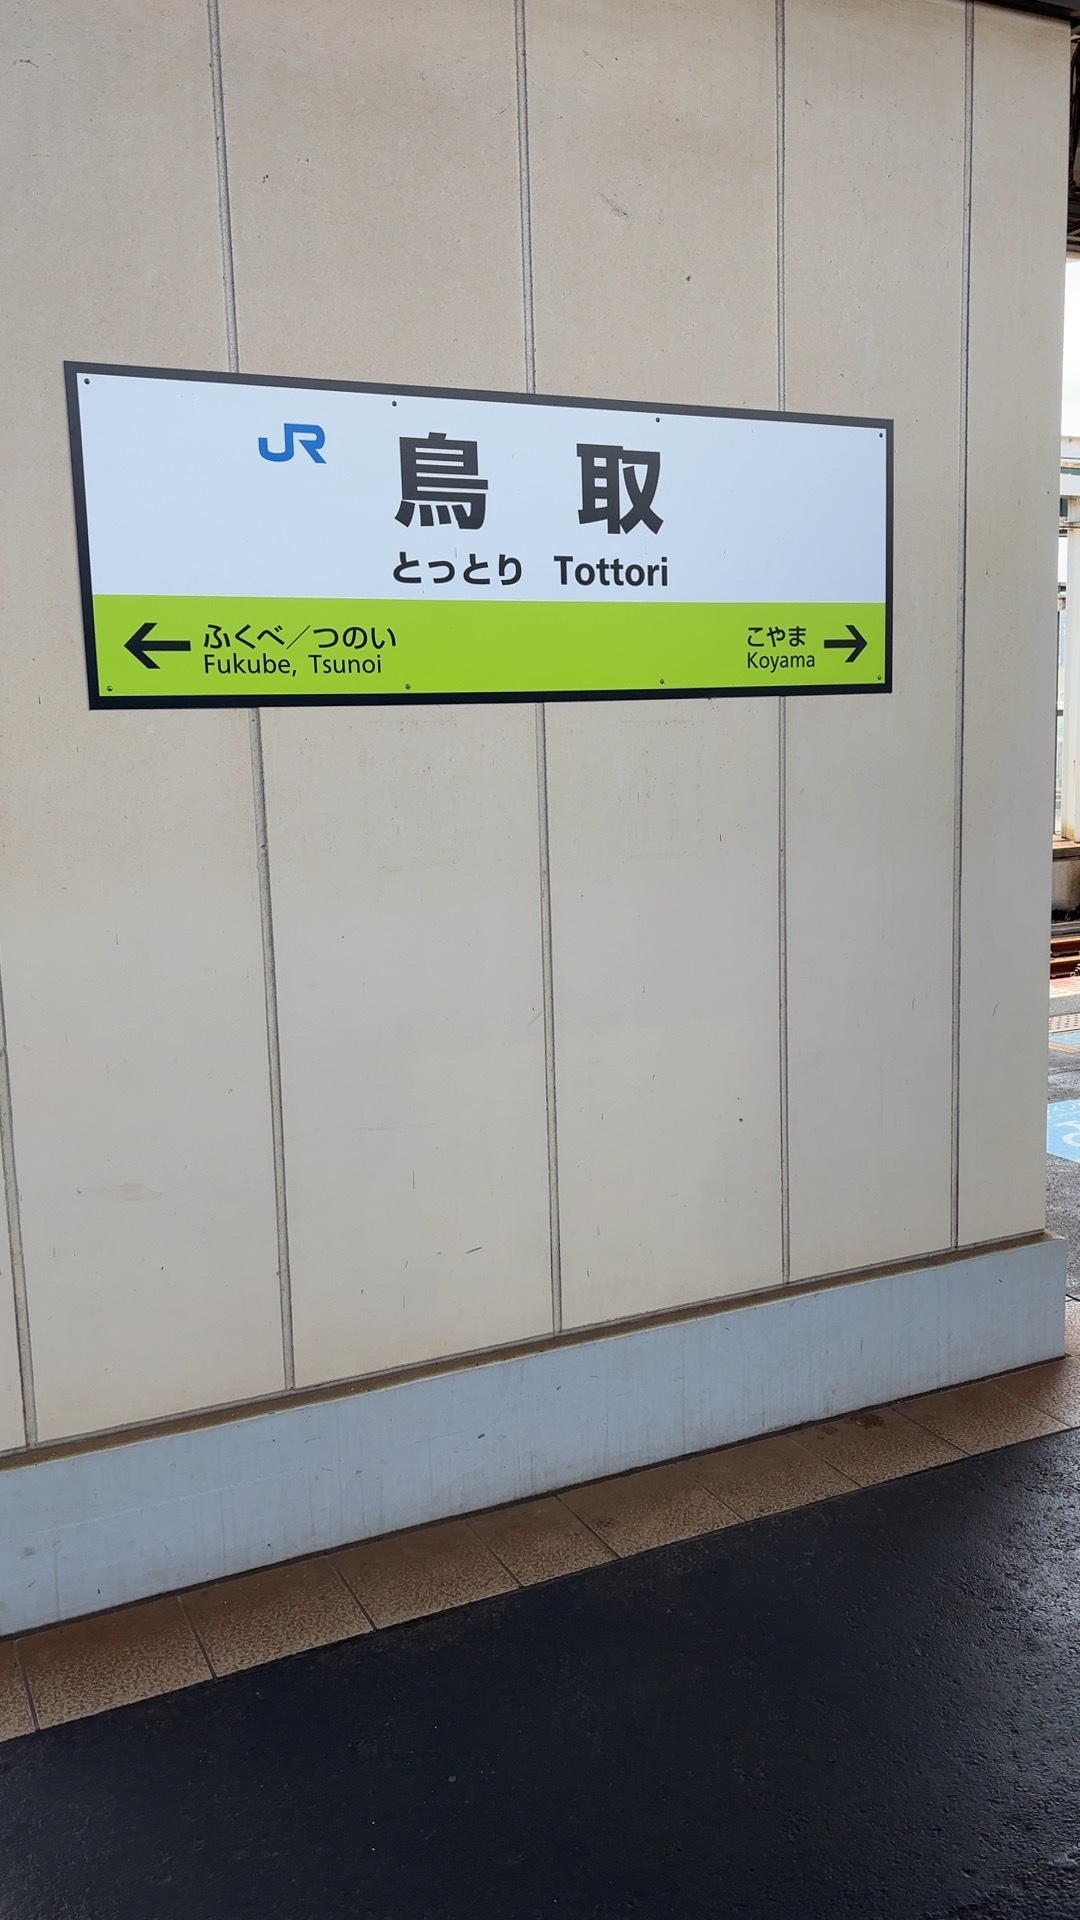 JR 鳥取
とっとり Tottori
← ふくべ／つのい
Fukube, Tsunoi
こやま →
Koyama